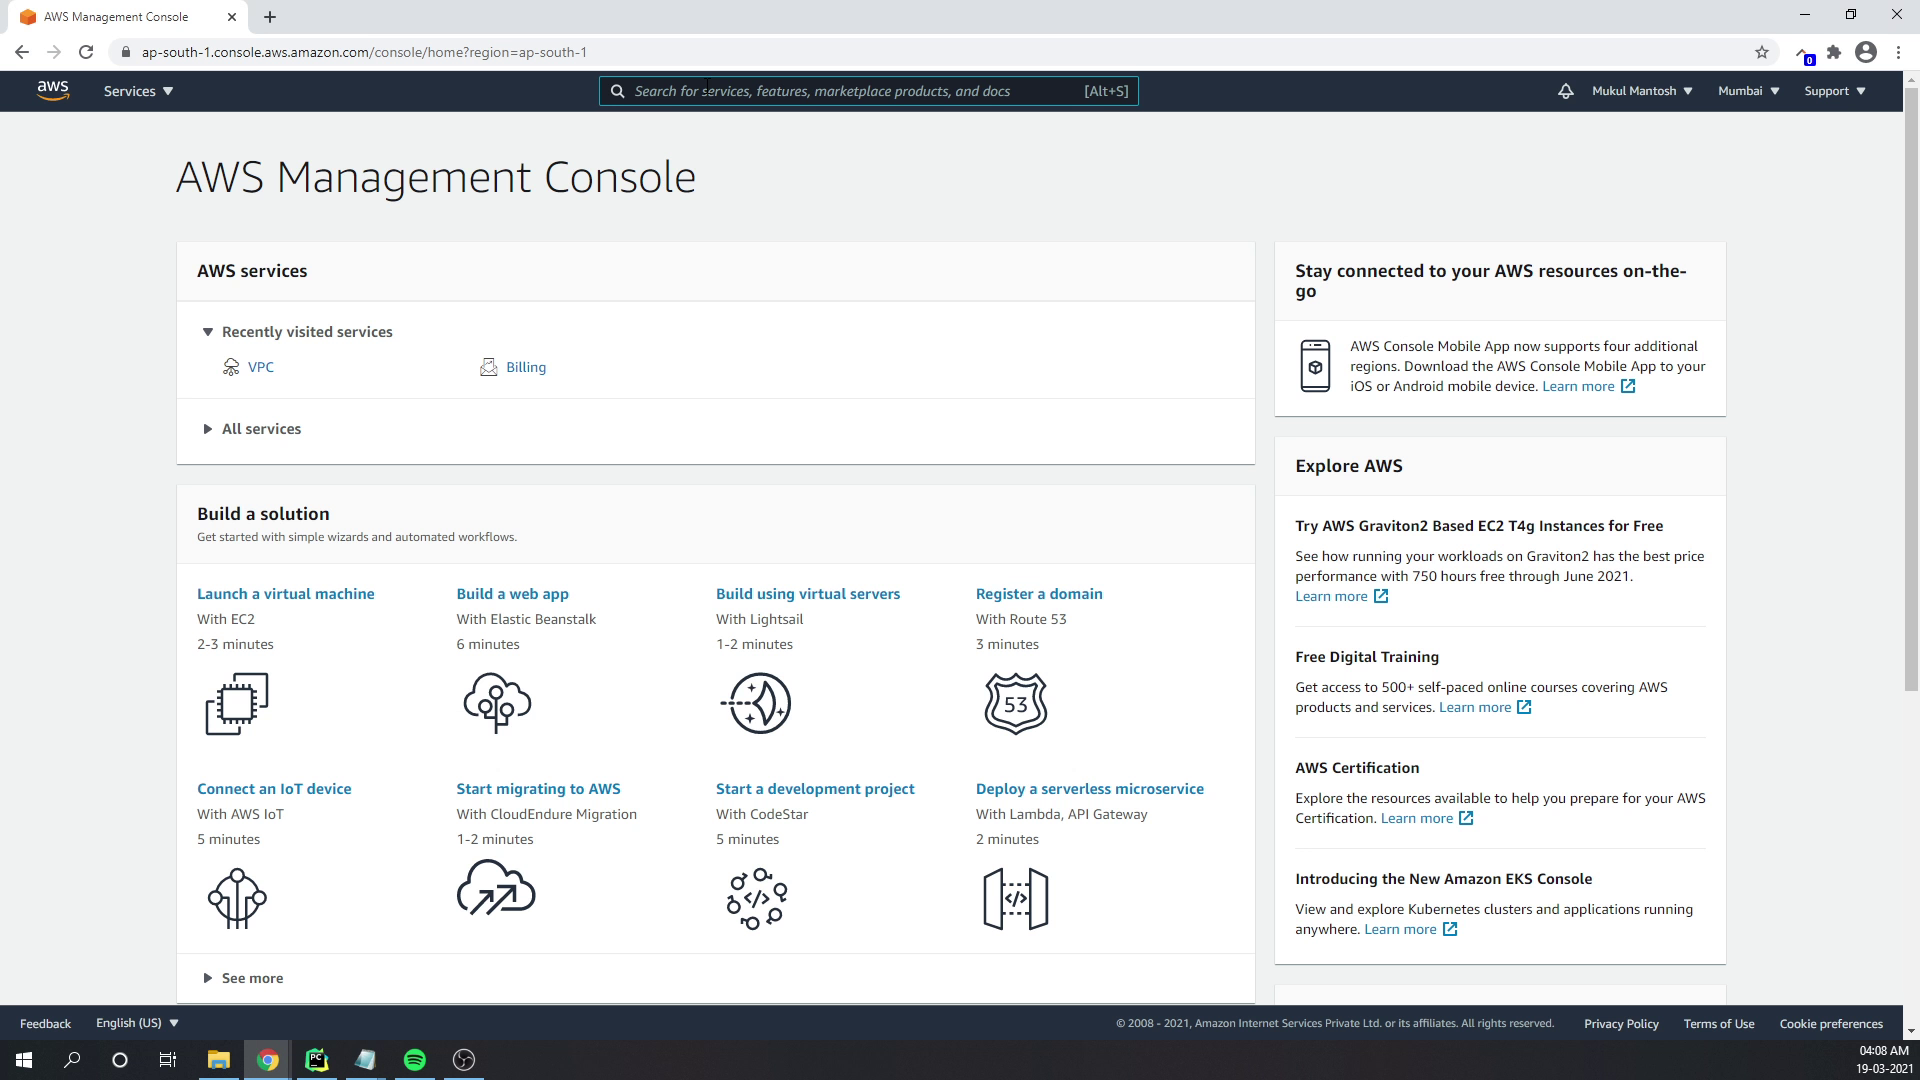 AWS Management Console
ap-south-1.console.aws.amazon.com/console/home?region=ap-south-1
0
aws
Services
Search for services, features, marketplace products, and docs
[Alt+S]
Mukul Mantosh
Mumbai
Support
AWS Management Console
AWS services
Recently visited services
VPC
Billing
All services
Build a solution
Get started with simple wizards and automated workflows.
Launch a virtual machine
With EC2
2-3 minutes
Build a web app
With Elastic Beanstalk
6 minutes
Build using virtual servers
With Lightsail
1-2 minutes
Register a domain
With Route 53
3 minutes
53
Connect an IoT device
With AWS IoT
5 minutes
Start migrating to AWS
With CloudEndure Migration
1-2 minutes
Start a development project
With CodeStar
5 minutes
Deploy a serverless microservice
With Lambda, API Gateway
2 minutes
See more
Stay connected to your AWS resources on-the-
go
AWS Console Mobile App now supports four additional
regions. Download the AWS Console Mobile App to your
iOS or Android mobile device. Learn more
Explore AWS
Try AWS Graviton2 Based EC2 T4g Instances for Free
See how running your workloads on Graviton2 has the best price
performance with 750 hours free through June 2021.
Learn more
Free Digital Training
Get access to 500+ self-paced online courses covering AWS
products and services. Learn more
AWS Certification
Explore the resources available to help you prepare for your AWS
Certification. Learn more
Introducing the New Amazon EKS Console
View and explore Kubernetes clusters and applications running
anywhere. Learn more
Feedback
English (US)
© 2008 - 2021, Amazon Internet Services Private Ltd. or its affiliates. All rights reserved.
Privacy Policy
Terms of Use
Cookie preferences
PC
04:08 AM
19-03-2021